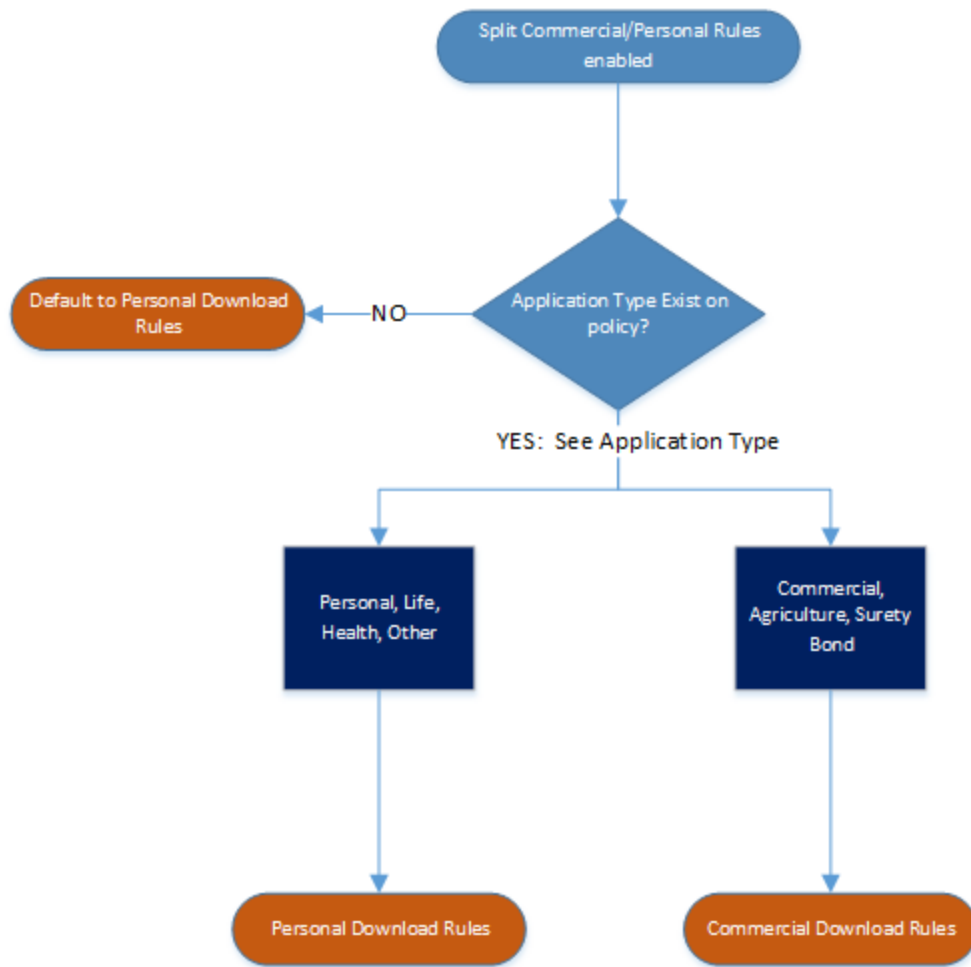 Split Commercial/Personal Rules
enabled
Application Type Exist on
policy?
NO
Default to Personal Download
Rules
YES:  See Application Type
Personal, Life,
Health, Other
Commercial,
Agriculture, Surety
Bond
Personal Download Rules
Commercial Download Rules